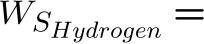 W_{S_{Hydrogen}} =